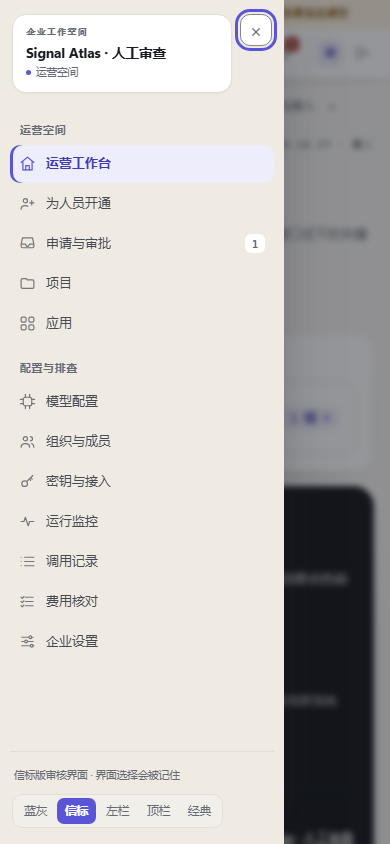 企业工作空间
Signal Atlas · 人工审查
运营空间
×
运营空间
运营工作台
为人员开通
申请与审批
1
项目
应用
配置与排查
模型配置
组织与成员
密钥与接入
运行监控
调用记录
费用核对
企业设置
信标版审核界面 · 界面选择会被记住
蓝灰
信标
左栏
顶栏
经典